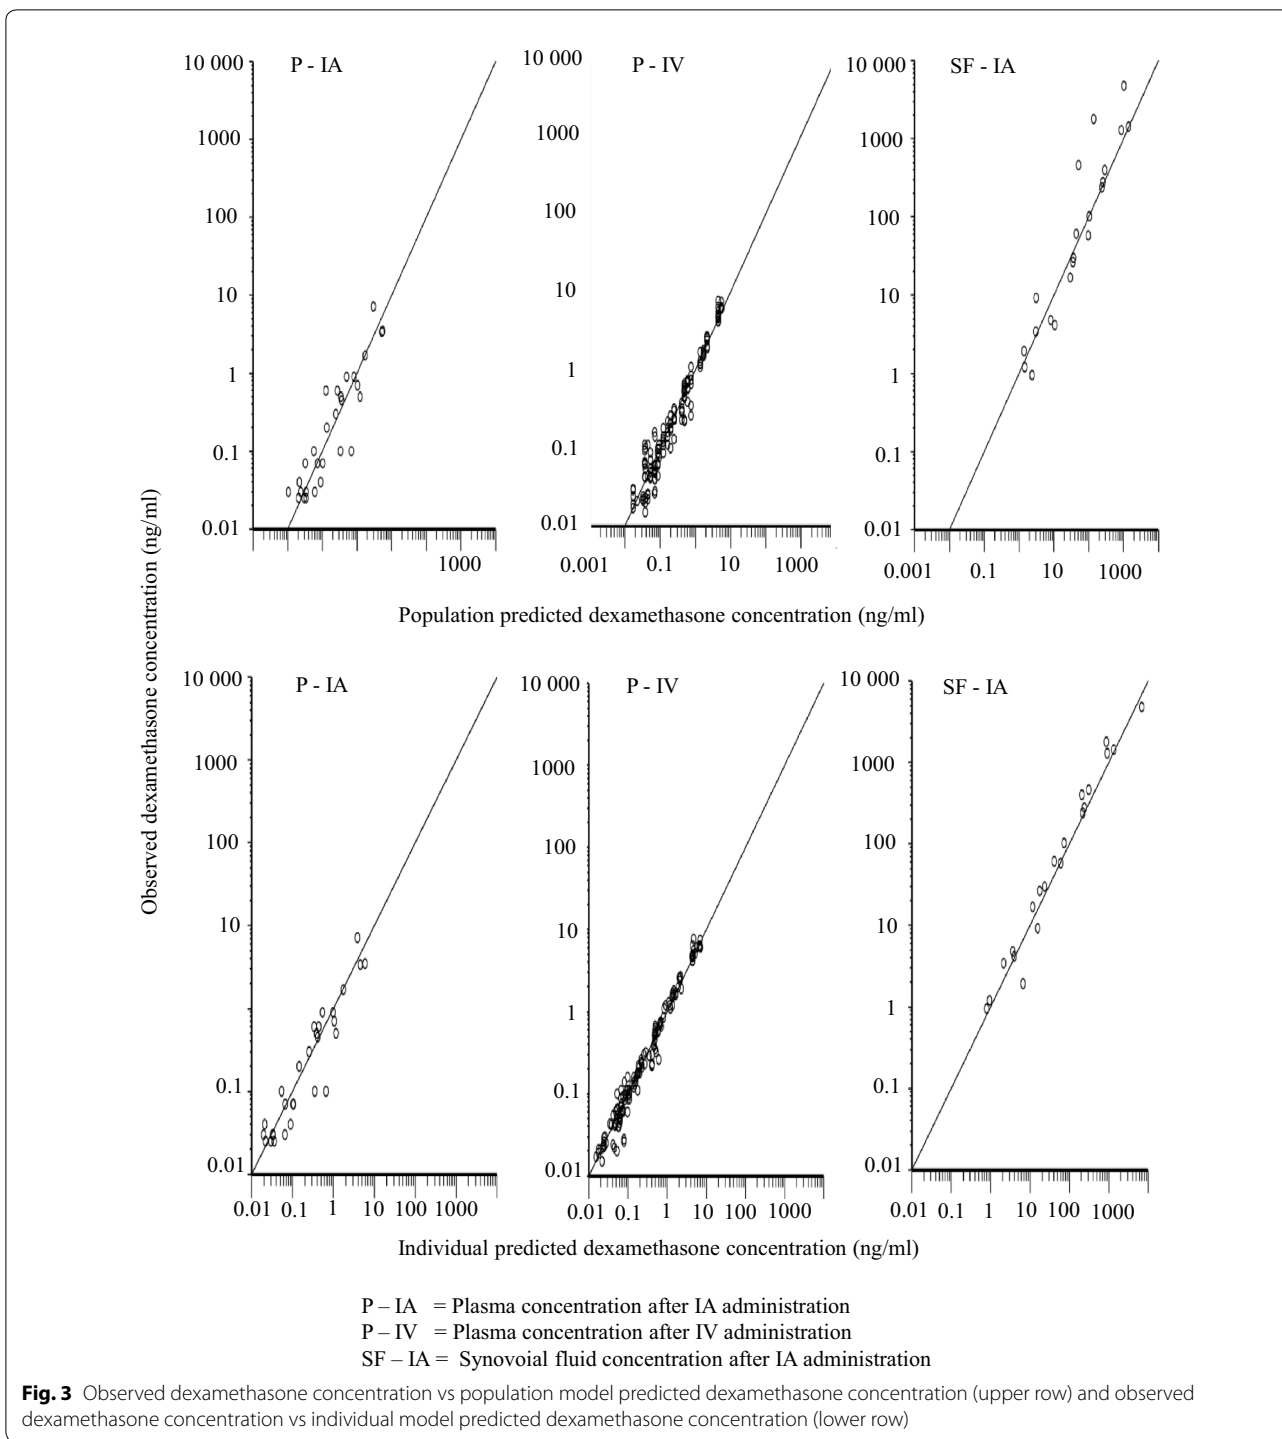 P - IA
P - IV
SF - IA
10 000
1000
100
10
1
0.1
0.01
1000
10 000
1000
100
10
1
0.1
0.01
0.001 0.1 10 1000
10 000
1000
100
10
1
0.1
0.01
0.001 0.1 10 1000
Population predicted dexamethasone concentration (ng/ml)
Observed dexamethasone concentration (ng/ml)
P - IA
P - IV
SF - IA
10 000
1000
100
10
0.1
0.01
0.01 0.1 1 10 100 1000
10 000
1000
100
10
1
0.1
0.01
0.01 0.1 1 10 100 1000
10 000
1000
100
10
1
0.1
0.01
0.01 0.1 1 10 100 1000
Individual predicted dexamethasone concentration (ng/ml)
P – IA = Plasma concentration after IA administration
P – IV = Plasma concentration after IV administration
SF – IA = Synovoial fluid concentration after IA administration
Fig. 3 Observed dexamethasone concentration vs population model predicted dexamethasone concentration (upper row) and observed
dexamethasone concentration vs individual model predicted dexamethasone concentration (lower row)